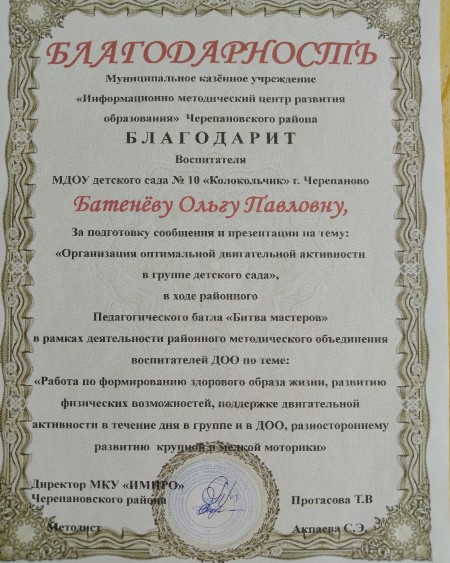 БЛАГОДАРНОСТЬ
Муниципальное казённое учреждение
«Информационно методический центр развития
образования» Черепановского района
БЛАГОДАРИТ
Воспитателя
МДОУ детского сада № 10 «Колокольчик» г. Черепаново
Батенёву Ольгу Павловну,
За подготовку сообщения и презентации на тему:
«Организация оптимальной двигательной активности
в группе детского сада»,
в ходе районного
Педагогического батла «Битва мастеров»
в рамках деятельности районного методического объединения
воспитателей ДОО по теме:
«Работа по формированию здорового образа жизни, развитию
физических возможностей, поддержке двигательной
активности в течение дня в группе и в ДОО, разностороннему
развитию крупной и мелкой моторики»
Директор МКУ «ИМЦРО»
Черепановского района Протасова Т.В
Методист Акпаева С.Э.